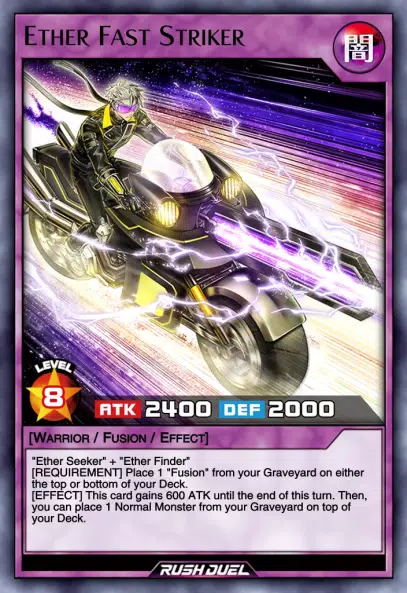 ETHER FAST STRIKER
闇
LEVEL
8
ATK 2400 DEF 2000
[WARRIOR / FUSION / EFFECT]
"Ether Seeker" + "Ether Finder"
[REQUIREMENT] Place 1 "Fusion" from your Graveyard on either
the top or bottom of your Deck.
[EFFECT] This card gains 600 ATK until the end of this turn. Then,
you can place 1 Normal Monster from your Graveyard on top of
your Deck.
RUSH DUEL